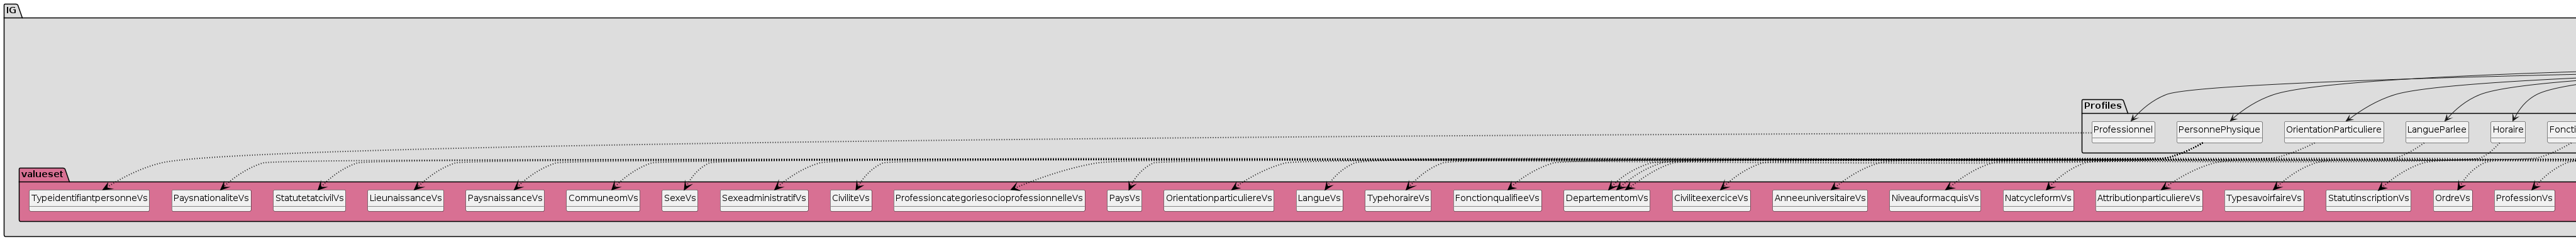 IG
Profiles
Professionnel
PersonnePhysique
OrientationParticuliere
LangueParlee
Horaire
Foncti
valueset
TypeidentifiantpersonneVs
PaysnationaliteVs
StatutetatcivilVs
LieunaissanceVs
PaysnaissanceVs
CommuneomVs
SexeVs
SexeadministratifVs
CiviliteVs
ProfessioncategoriesocioprofessionnelleVs
PaysVs
OrientationparticuliereVs
LangueVs
TypehoraireVs
FonctionqualifieeVs
DepartementomVs
CiviliteexerciceVs
AnneeuniversitaireVs
NiveauformacquisVs
NatcycleformVs
AttributionparticuliereVs
TypesavoirfaireVs
StatutinscriptionVs
OrdreVs
ProfessionVs